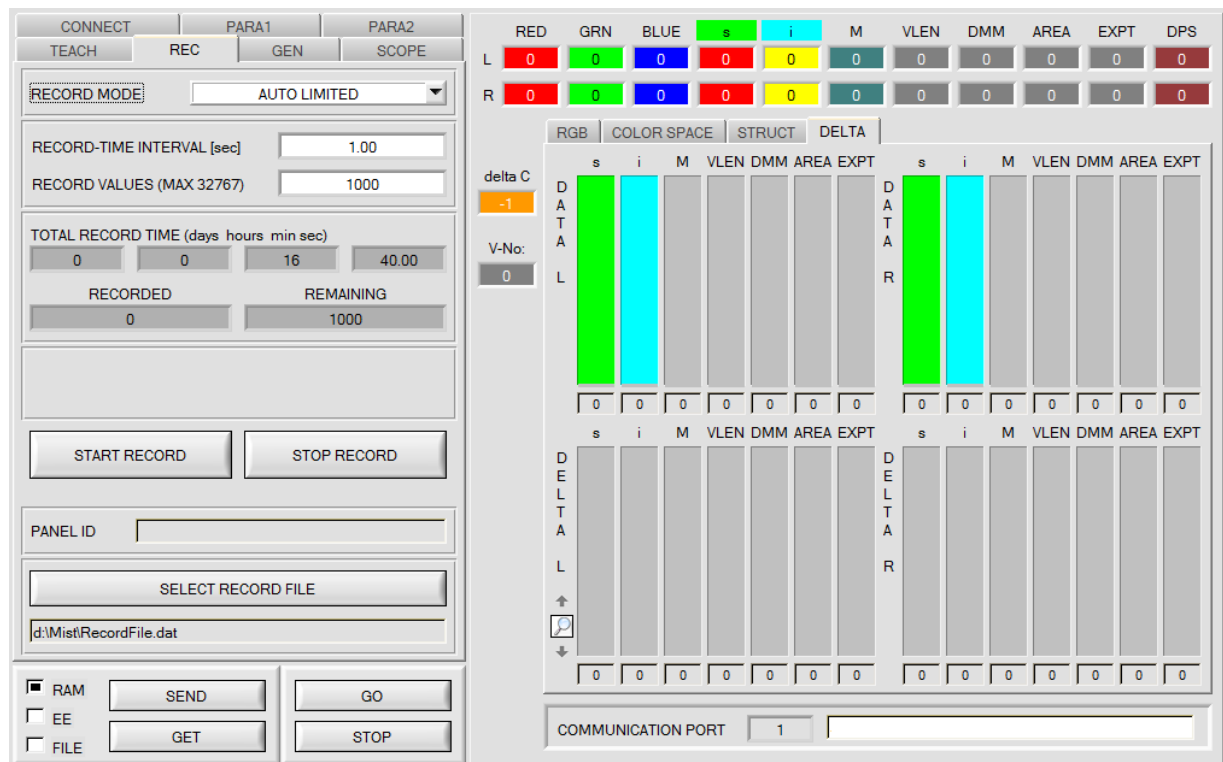 CONNECT PARA1 PARA2
TEACH REC GEN SCOPE
RECORD MODE AUTO LIMITED
RECORD-TIME INTERVAL [sec] 1.00
RECORD VALUES (MAX 32767) 1000
TOTAL RECORD TIME (days hours min sec)
0 0 16 40.00
RECORDED REMAINING
0 1000
START RECORD STOP RECORD
PANEL ID
SELECT RECORD FILE
d:\Mist\RecordFile.dat
RAM SEND GO
EE
FILE GET STOP
RED GRN BLUE s i M VLEN DMM AREA EXPT DPS
L 0 0 0 0 0 0 0 0 0 0 0
R 0 0 0 0 0 0 0 0 0 0 0
RGB COLOR SPACE STRUCT DELTA
delta C
-1
V-No:
0
s i M VLEN DMM AREA EXPT s i M VLEN DMM AREA EXPT
DATA L DATA R
0 0 0 0 0 0 0 0 0 0 0 0 0 0
s i M VLEN DMM AREA EXPT s i M VLEN DMM AREA EXPT
DELTA L DELTA R
0 0 0 0 0 0 0 0 0 0 0 0 0 0
COMMUNICATION PORT 1